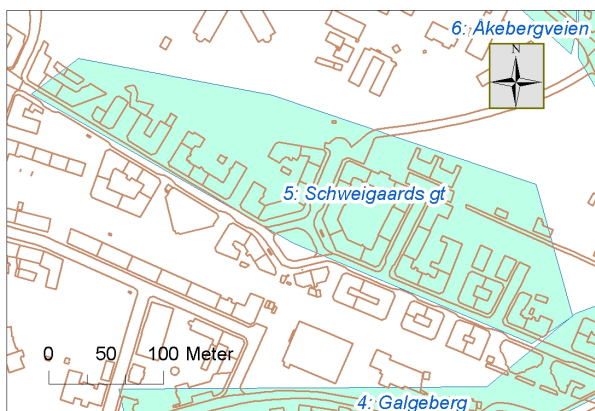 6: Åkebergveien
N
5: Schweigaards gt
0 50 100 Meter
4: Galgeberg